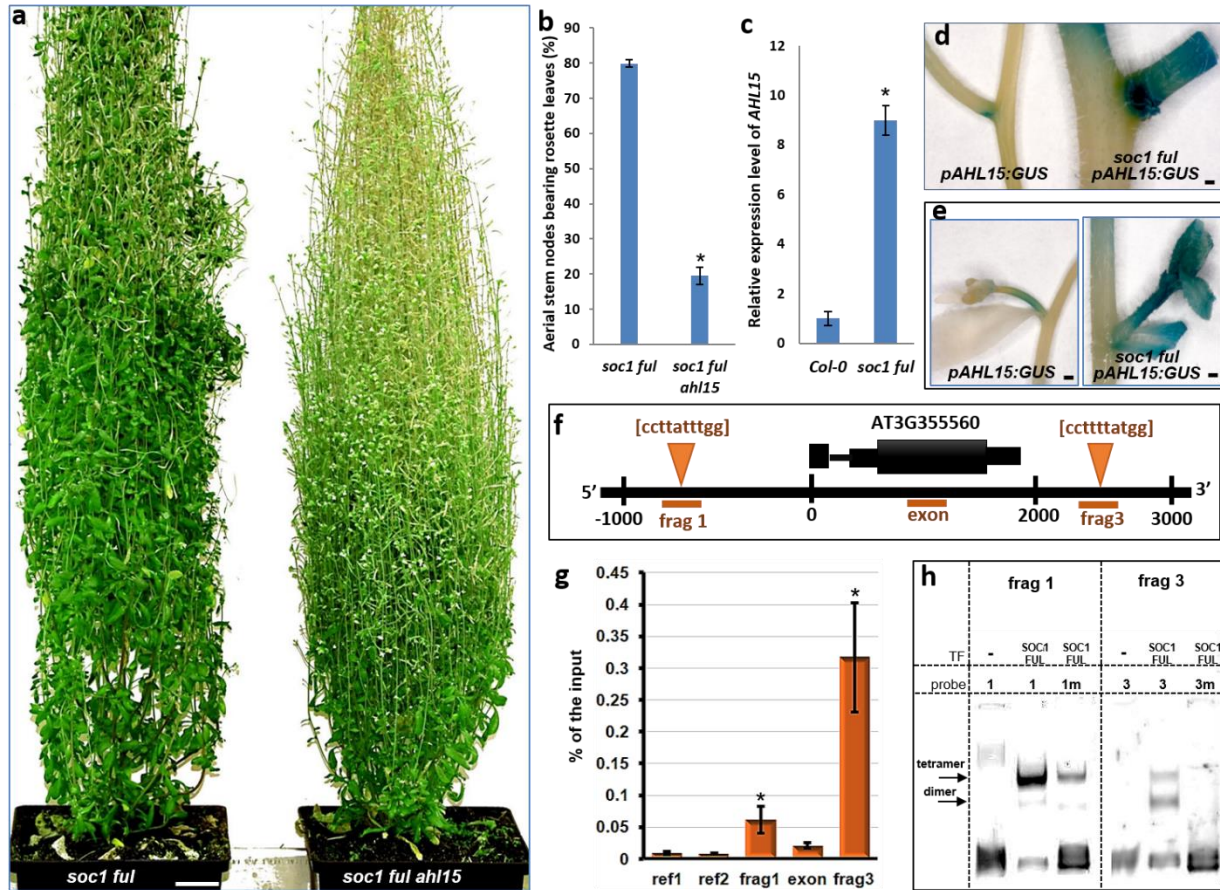 a
soc1 ful
soc1 ful ahl15
b
Aerial stem nodes bearing rosette leaves (%)
90
80
70
60
50
40
30
20
10
0
soc1 ful
soc1 ful
ahl15
*
c
Relative expression level of AHL15
12
10
8
6
4
2
0
Col-0
soc1 ful
*
d
pAHL15:GUS
soc1 ful
pAHL15:GUS
e
pAHL15:GUS
soc1 ful
pAHL15:GUS
f
[ccttatttgg]
AT3G355560
[ccttttatgg]
5’
3’
frag 1
exon
frag3
-1000
0
2000
3000
g
% of the input
0.45
0.4
0.35
0.3
0.25
0.2
0.15
0.1
0.05
0
*
*
ref1
ref2
frag1
exon
frag3
h
frag 1
frag 3
TF
-
SOC1
FUL
SOC1
FUL
-
SOC1
FUL
SOC1
FUL
probe
1
1
1m
3
3
3m
tetramer
dimer